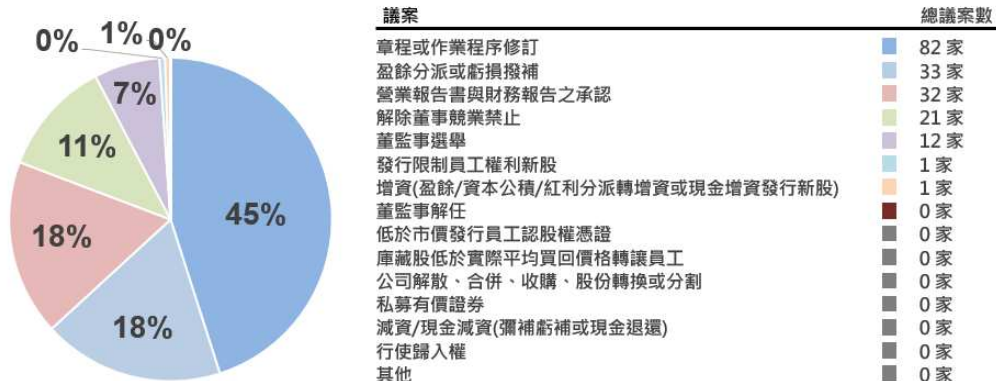 議案 總議案數
章程或作業程序修訂 82 家
盈餘分派或虧損撥補 33 家
營業報告書與財務報告之承認 32 家
解除董事競業禁止 21 家
董監事選舉 12 家
發行限制員工權利新股 1 家
增資(盈餘/資本公積/紅利分派轉增資或現金增資發行新股) 1 家
董監事解任 0 家
低於市價發行員工認股權憑證 0 家
庫藏股低於實際平均買回價格轉讓員工 0 家
公司解散、合併、收購、股份轉換或分割 0 家
私募有價證券 0 家
減資/現金減資(彌補虧補或現金退還) 0 家
行使歸入權 0 家
其他 0 家
0% 1% 0%
7%
11%
45%
18%
18%